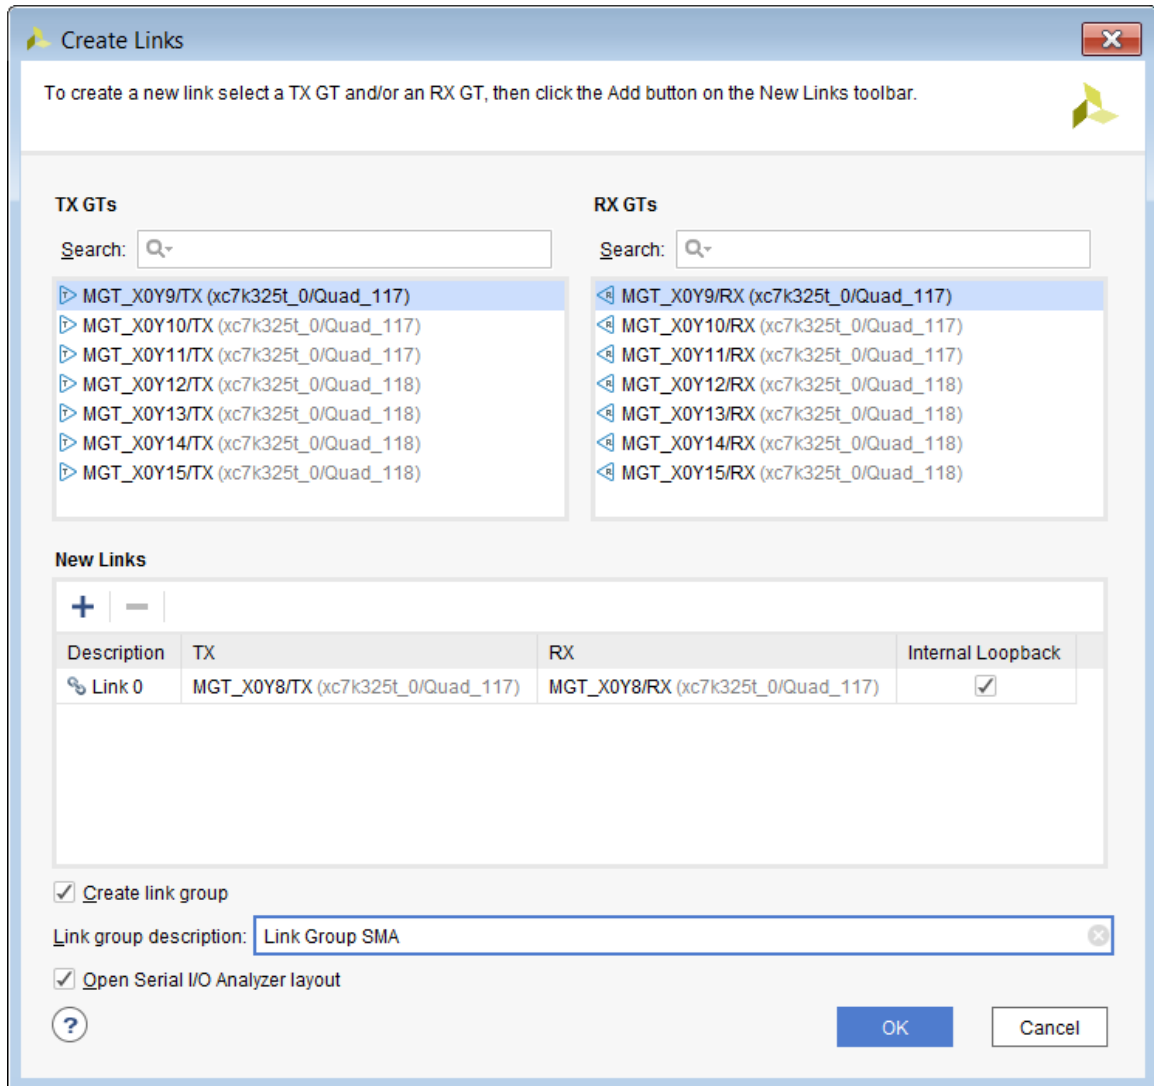 Create Links
To create a new link select a TX GT and/or an RX GT, then click the Add button on the New Links toolbar.
TX GTs
RX GTs
Search:
Search:
MGT_X0Y9/TX (xc7k325t_0/Quad_117)
MGT_X0Y10/TX (xc7k325t_0/Quad_117)
MGT_X0Y11/TX (xc7k325t_0/Quad_117)
MGT_X0Y12/TX (xc7k325t_0/Quad_118)
MGT_X0Y13/TX (xc7k325t_0/Quad_118)
MGT_X0Y14/TX (xc7k325t_0/Quad_118)
MGT_X0Y15/TX (xc7k325t_0/Quad_118)
MGT_X0Y9/RX (xc7k325t_0/Quad_117)
MGT_X0Y10/RX (xc7k325t_0/Quad_117)
MGT_X0Y11/RX (xc7k325t_0/Quad_117)
MGT_X0Y12/RX (xc7k325t_0/Quad_118)
MGT_X0Y13/RX (xc7k325t_0/Quad_118)
MGT_X0Y14/RX (xc7k325t_0/Quad_118)
MGT_X0Y15/RX (xc7k325t_0/Quad_118)
New Links
Description TX RX Internal Loopback
Link 0 MGT_X0Y8/TX (xc7k325t_0/Quad_117) MGT_X0Y8/RX (xc7k325t_0/Quad_117)
Create link group
Link group description: Link Group SMA
Open Serial I/O Analyzer layout
? OK Cancel